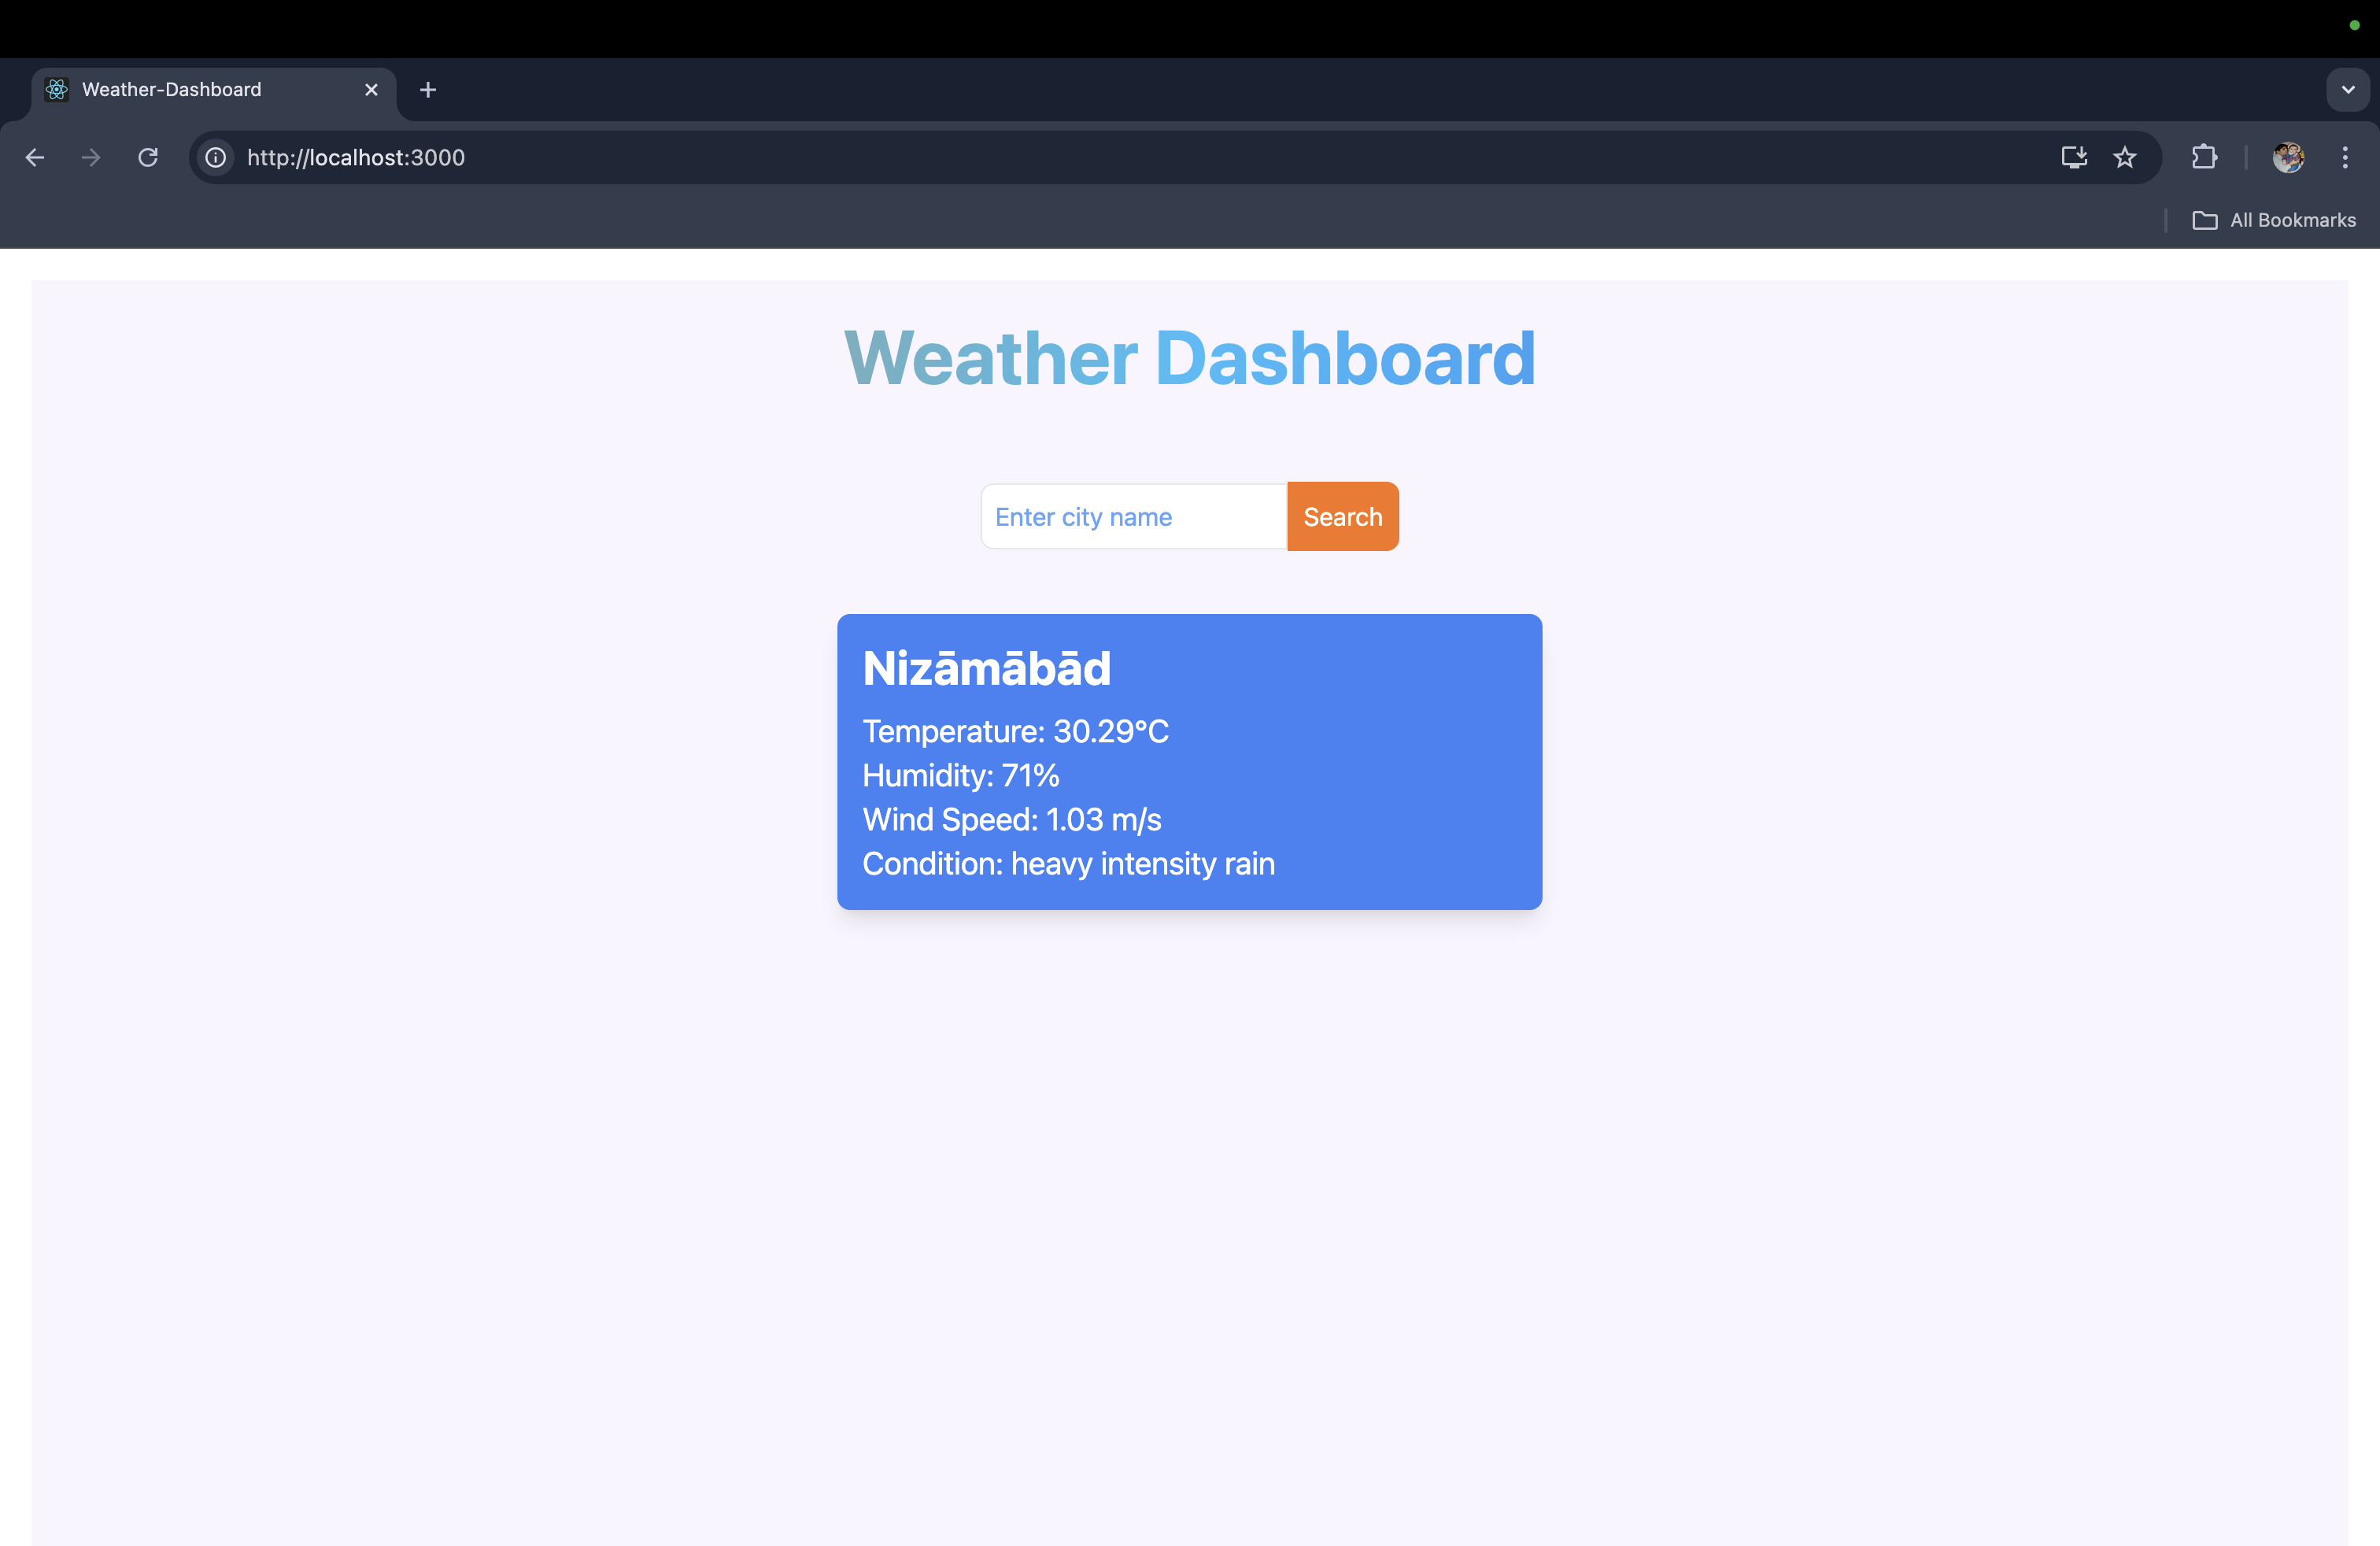 Weather-Dashboard
http://localhost:3000
All Bookmarks
Weather Dashboard
Enter city name
Search
Nizāmābād
Temperature: 30.29°C
Humidity: 71%
Wind Speed: 1.03 m/s
Condition: heavy intensity rain